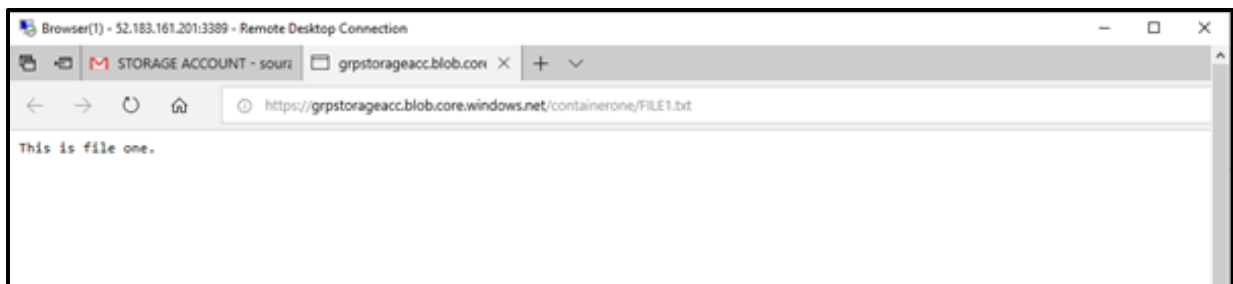 Browser(1) - 52.183.161.201:3389 - Remote Desktop Connection
STORAGE ACCOUNT - soura grpstorageacc.blob.core
https://grpstorageacc.blob.core.windows.net/containerone/FILE1.txt
This is file one.